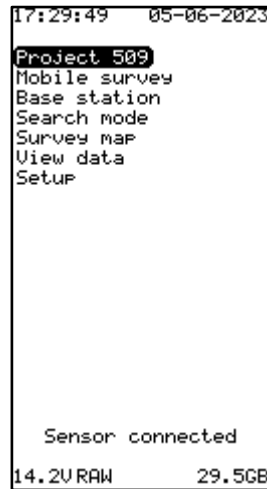 17:29:49 05-06-2023
Project 509
Mobile survey
Base station
Search mode
Survey map
View data
Setup
Sensor connected
14.2V RAW 29.5GB